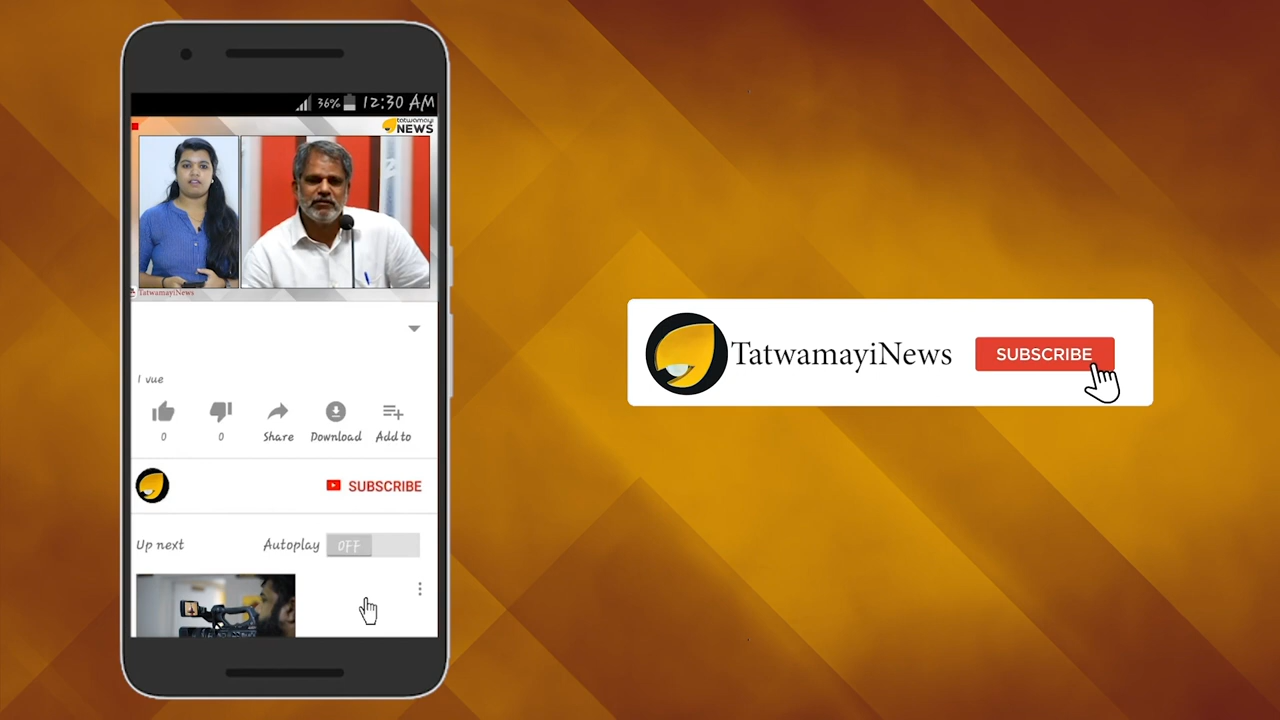 36% 12:30 AM
tatwamayi
NEWS
TatwamayiNews
1 vue
0 0 Share Download Add to
SUBSCRIBE
Up next Autoplay OFF
TatwamayiNews SUBSCRIBE